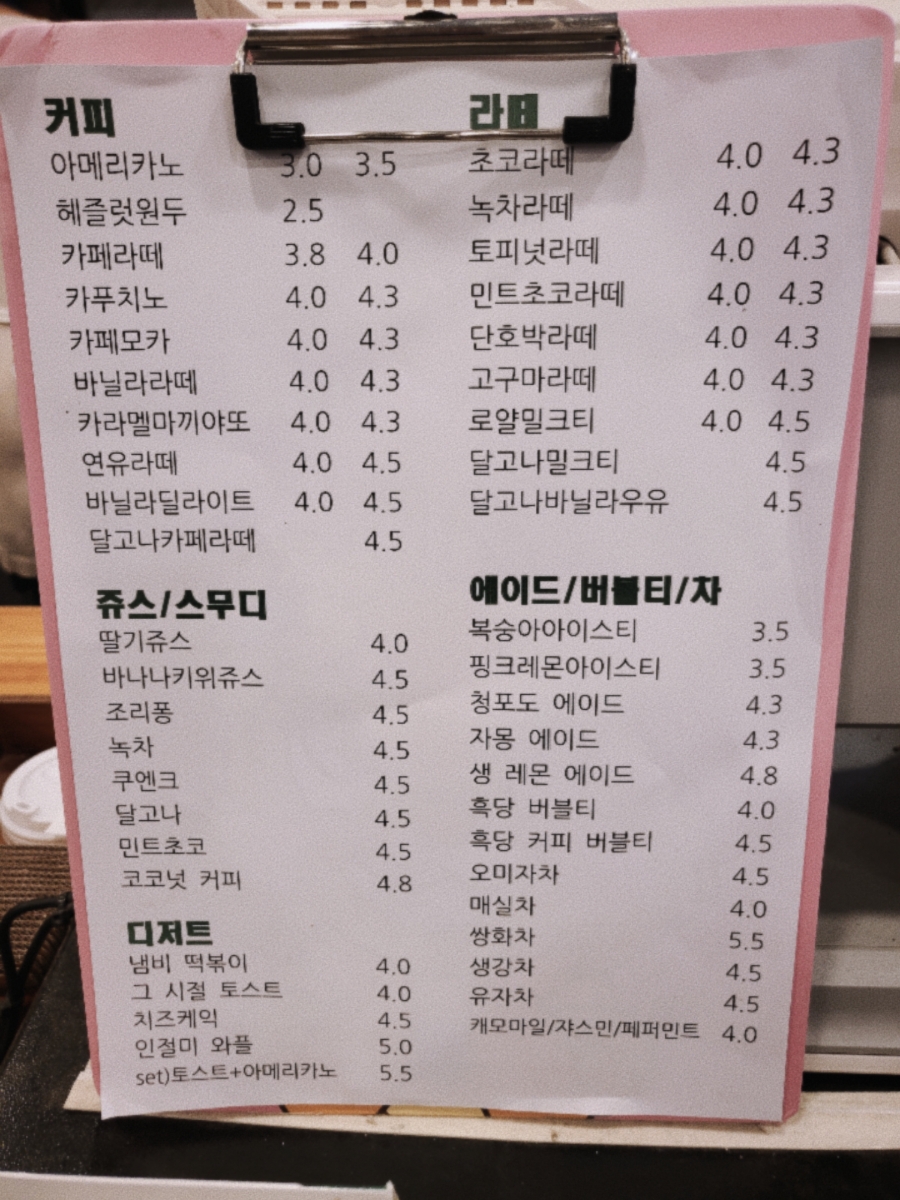 커피
아메리카노 3.0 3.5
헤즐럿원두 2.5
카페라떼 3.8 4.0
카푸치노 4.0 4.3
카페모카 4.0 4.3
바닐라라떼 4.0 4.3
카라멜마끼야또 4.0 4.3
연유라떼 4.0 4.5
바닐라딜라이트 4.0 4.5
달고나카페라떼 4.5
쥬스/스무디
딸기쥬스 4.0
바나나키위쥬스 4.5
조리퐁 4.5
녹차 4.5
쿠엔크 4.5
달고나 4.5
민트초코 4.5
코코넛 커피 4.8
디저트
냄비 떡볶이 4.0
그 시절 토스트 4.0
치즈케익 4.5
인절미 와플 5.0
set)토스트+아메리카노 5.5
라떼
초코라떼 4.0 4.3
녹차라떼 4.0 4.3
토피넛라떼 4.0 4.3
민트초코라떼 4.0 4.3
단호박라떼 4.0 4.3
고구마라떼 4.0 4.3
로얄밀크티 4.0 4.5
달고나밀크티 4.5
달고나바닐라우유 4.5
에이드/버블티/차
복숭아아이스티 3.5
핑크레몬아이스티 3.5
청포도 에이드 4.3
자몽 에이드 4.3
생 레몬 에이드 4.8
흑당 버블티 4.0
흑당 커피 버블티 4.5
오미자차 4.5
매실차 4.0
쌍화차 5.5
생강차 4.5
유자차 4.5
캐모마일/쟈스민/페퍼민트 4.0